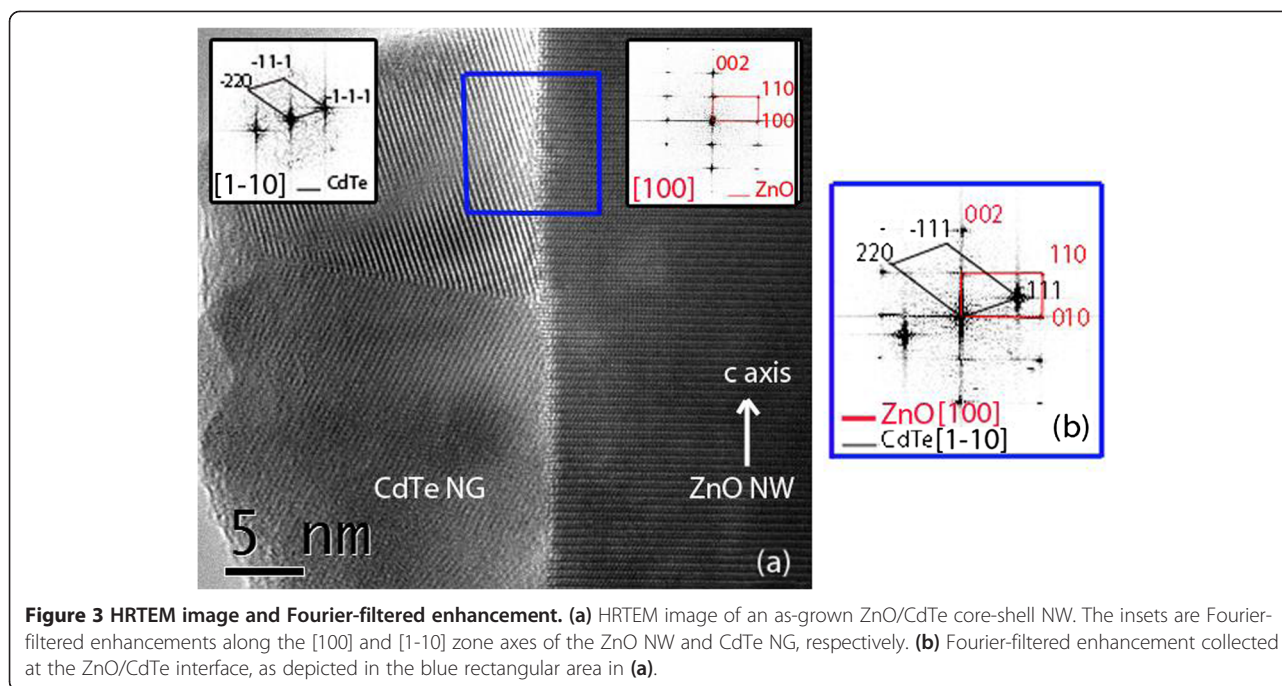 -11-1
-220
1-1-1
[1-10]
CdTe
002
110
100
[100]
ZnO
c axis
CdTe NG
ZnO NW
5 nm
(a)
002
-111
220
110
111
010
ZnO[100]
CdTe[1-10]
(b)
Figure 3 HRTEM image and Fourier-filtered enhancement. (a) HRTEM image of an as-grown ZnO/CdTe core-shell NW. The insets are Fourier-
filtered enhancements along the [100] and [1-10] zone axes of the ZnO NW and CdTe NG, respectively. (b) Fourier-filtered enhancement collected
at the ZnO/CdTe interface, as depicted in the blue rectangular area in (a).